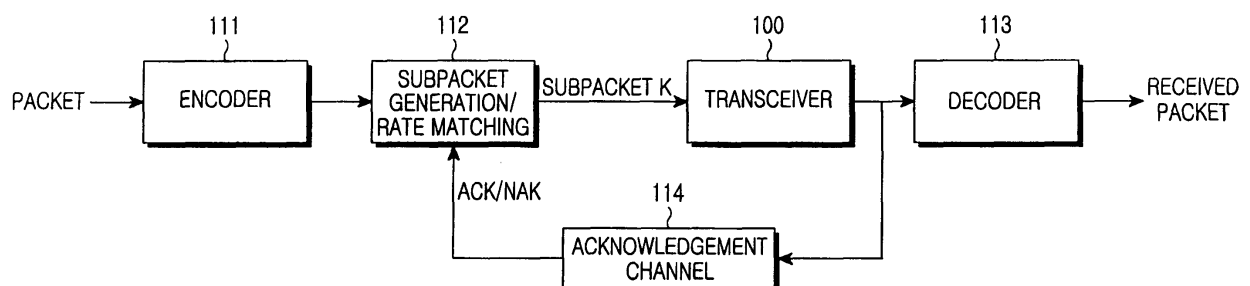 111
112
100
113
PACKET
ENCODER
SUBPACKET
GENERATION/
RATE MATCHING
SUBPACKET K
TRANSCEIVER
DECODER
RECEIVED
PACKET
ACK/NAK
114
ACKNOWLEDGEMENT
CHANNEL